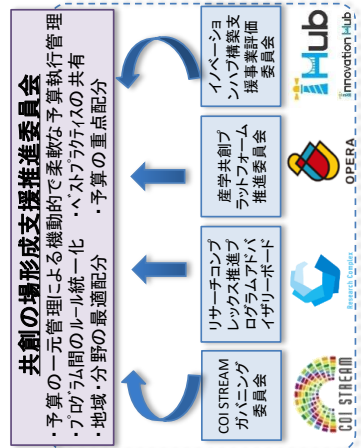 共創の場形成支援推進委員会
・予算の一元管理による機動的で柔軟な予算執行管理
・プログラム間のルール統一化　・ベストプラクティスの共有
・地域・分野の最適配分　・予算の重点配分
COI STREAM
ガバニング
委員会
リサーチコンプ
レックス推進プ
ログラムアドバ
イザリーボード
産学共創プ
ラットフォーム
推進委員会
イノベーショ
ンハブ構築支
援事業評価
委員会
COI STREAM
Research Complex
OPERA
iHub
innovation Hub